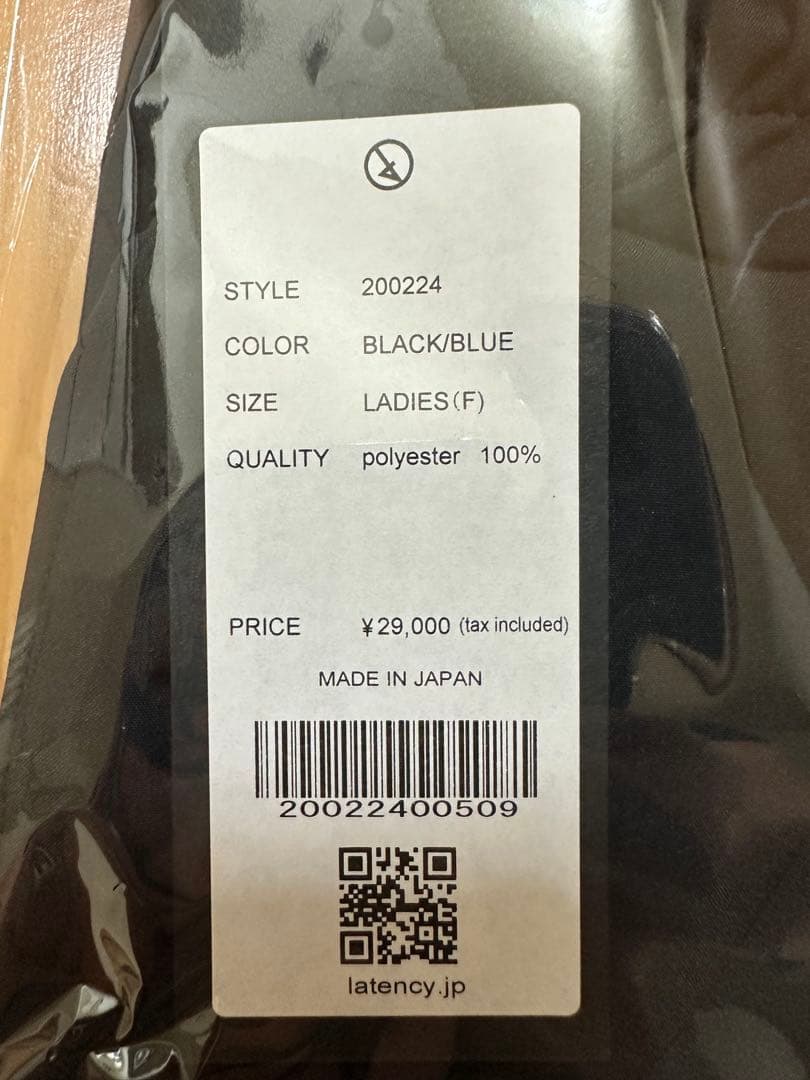 STYLE 200224
COLOR BLACK/BLUE
SIZE LADIES(F)
QUALITY polyester 100%
PRICE ¥29,000 (tax included)
MADE IN JAPAN
20022400509
latency.jp